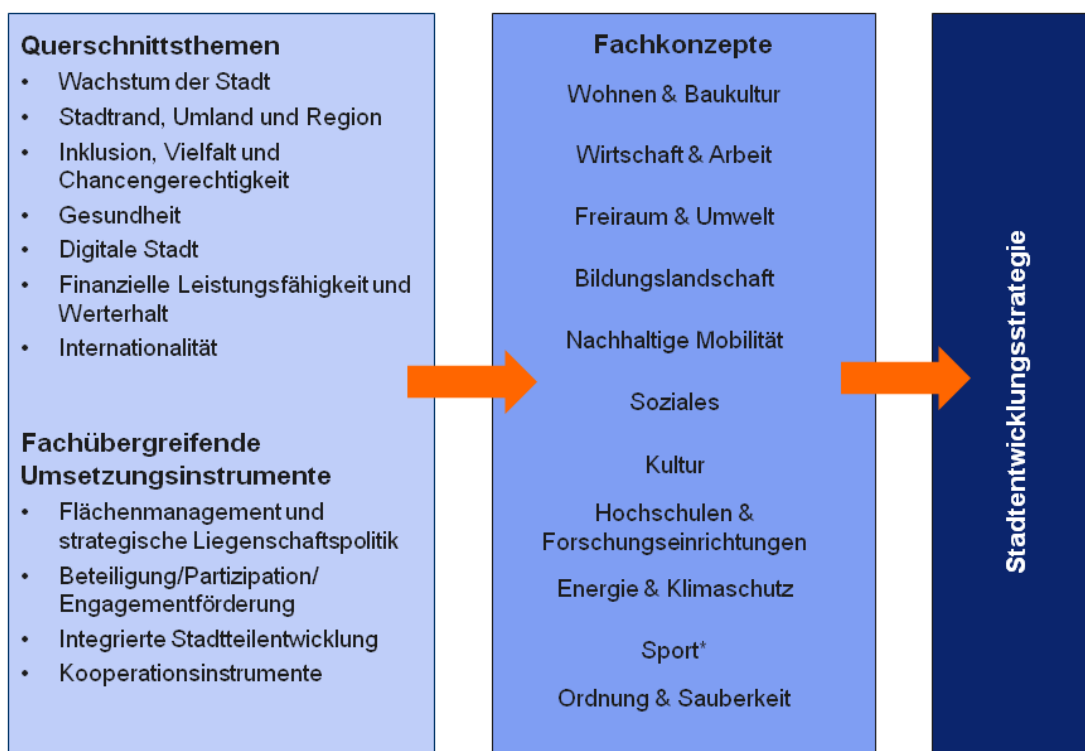 Querschnittsthemen
• Wachstum der Stadt
• Stadtrand, Umland und Region
• Inklusion, Vielfalt und
Chancengerechtigkeit
• Gesundheit
• Digitale Stadt
• Finanzielle Leistungsfähigkeit und
Werterhalt
• Internationalität
Fachübergreifende
Umsetzungsinstrumente
• Flächenmanagement und
strategische Liegenschaftspolitik
• Beteiligung/Partizipation/
Engagementförderung
• Integrierte Stadtteilentwicklung
• Kooperationsinstrumente
Fachkonzepte
Wohnen & Baukultur
Wirtschaft & Arbeit
Freiraum & Umwelt
Bildungslandschaft
Nachhaltige Mobilität
Soziales
Kultur
Hochschulen &
Forschungseinrichtungen
Energie & Klimaschutz
Sport*
Ordnung & Sauberkeit
Stadtentwicklungsstrategie